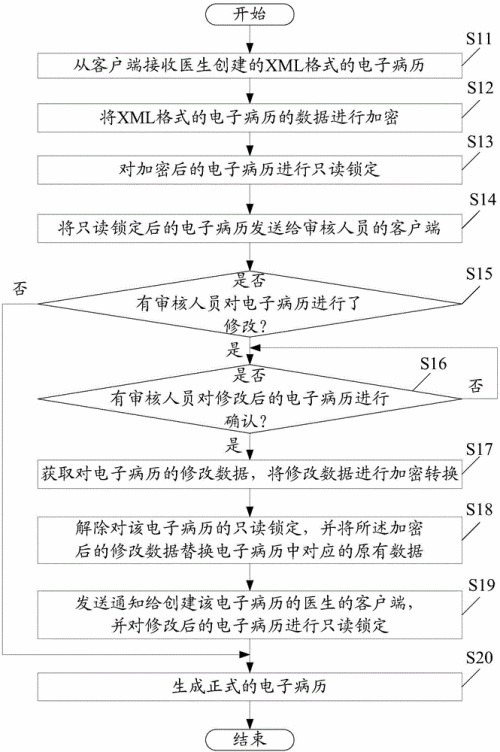 开始
S11
从客户端接收医生创建的XML格式的电子病历
S12
将XML格式的电子病历的数据进行加密
S13
对加密后的电子病历进行只读锁定
S14
将只读锁定后的电子病历发送给审核人员的客户端
S15
否
是否
有审核人员对电子病历进行了
修改?
是
S16
否
是否
有审核人员对修改后的电子病历进行
确认?
是
S17
获取对电子病历的修改数据，将修改数据进行加密转换
S18
解除对该电子病历的只读锁定，并将所述加密
后的修改数据替换电子病历中对应的原有数据
S19
发送通知给创建该电子病历的医生的客户端，
并对修改后的电子病历进行只读锁定
S20
生成正式的电子病历
结束